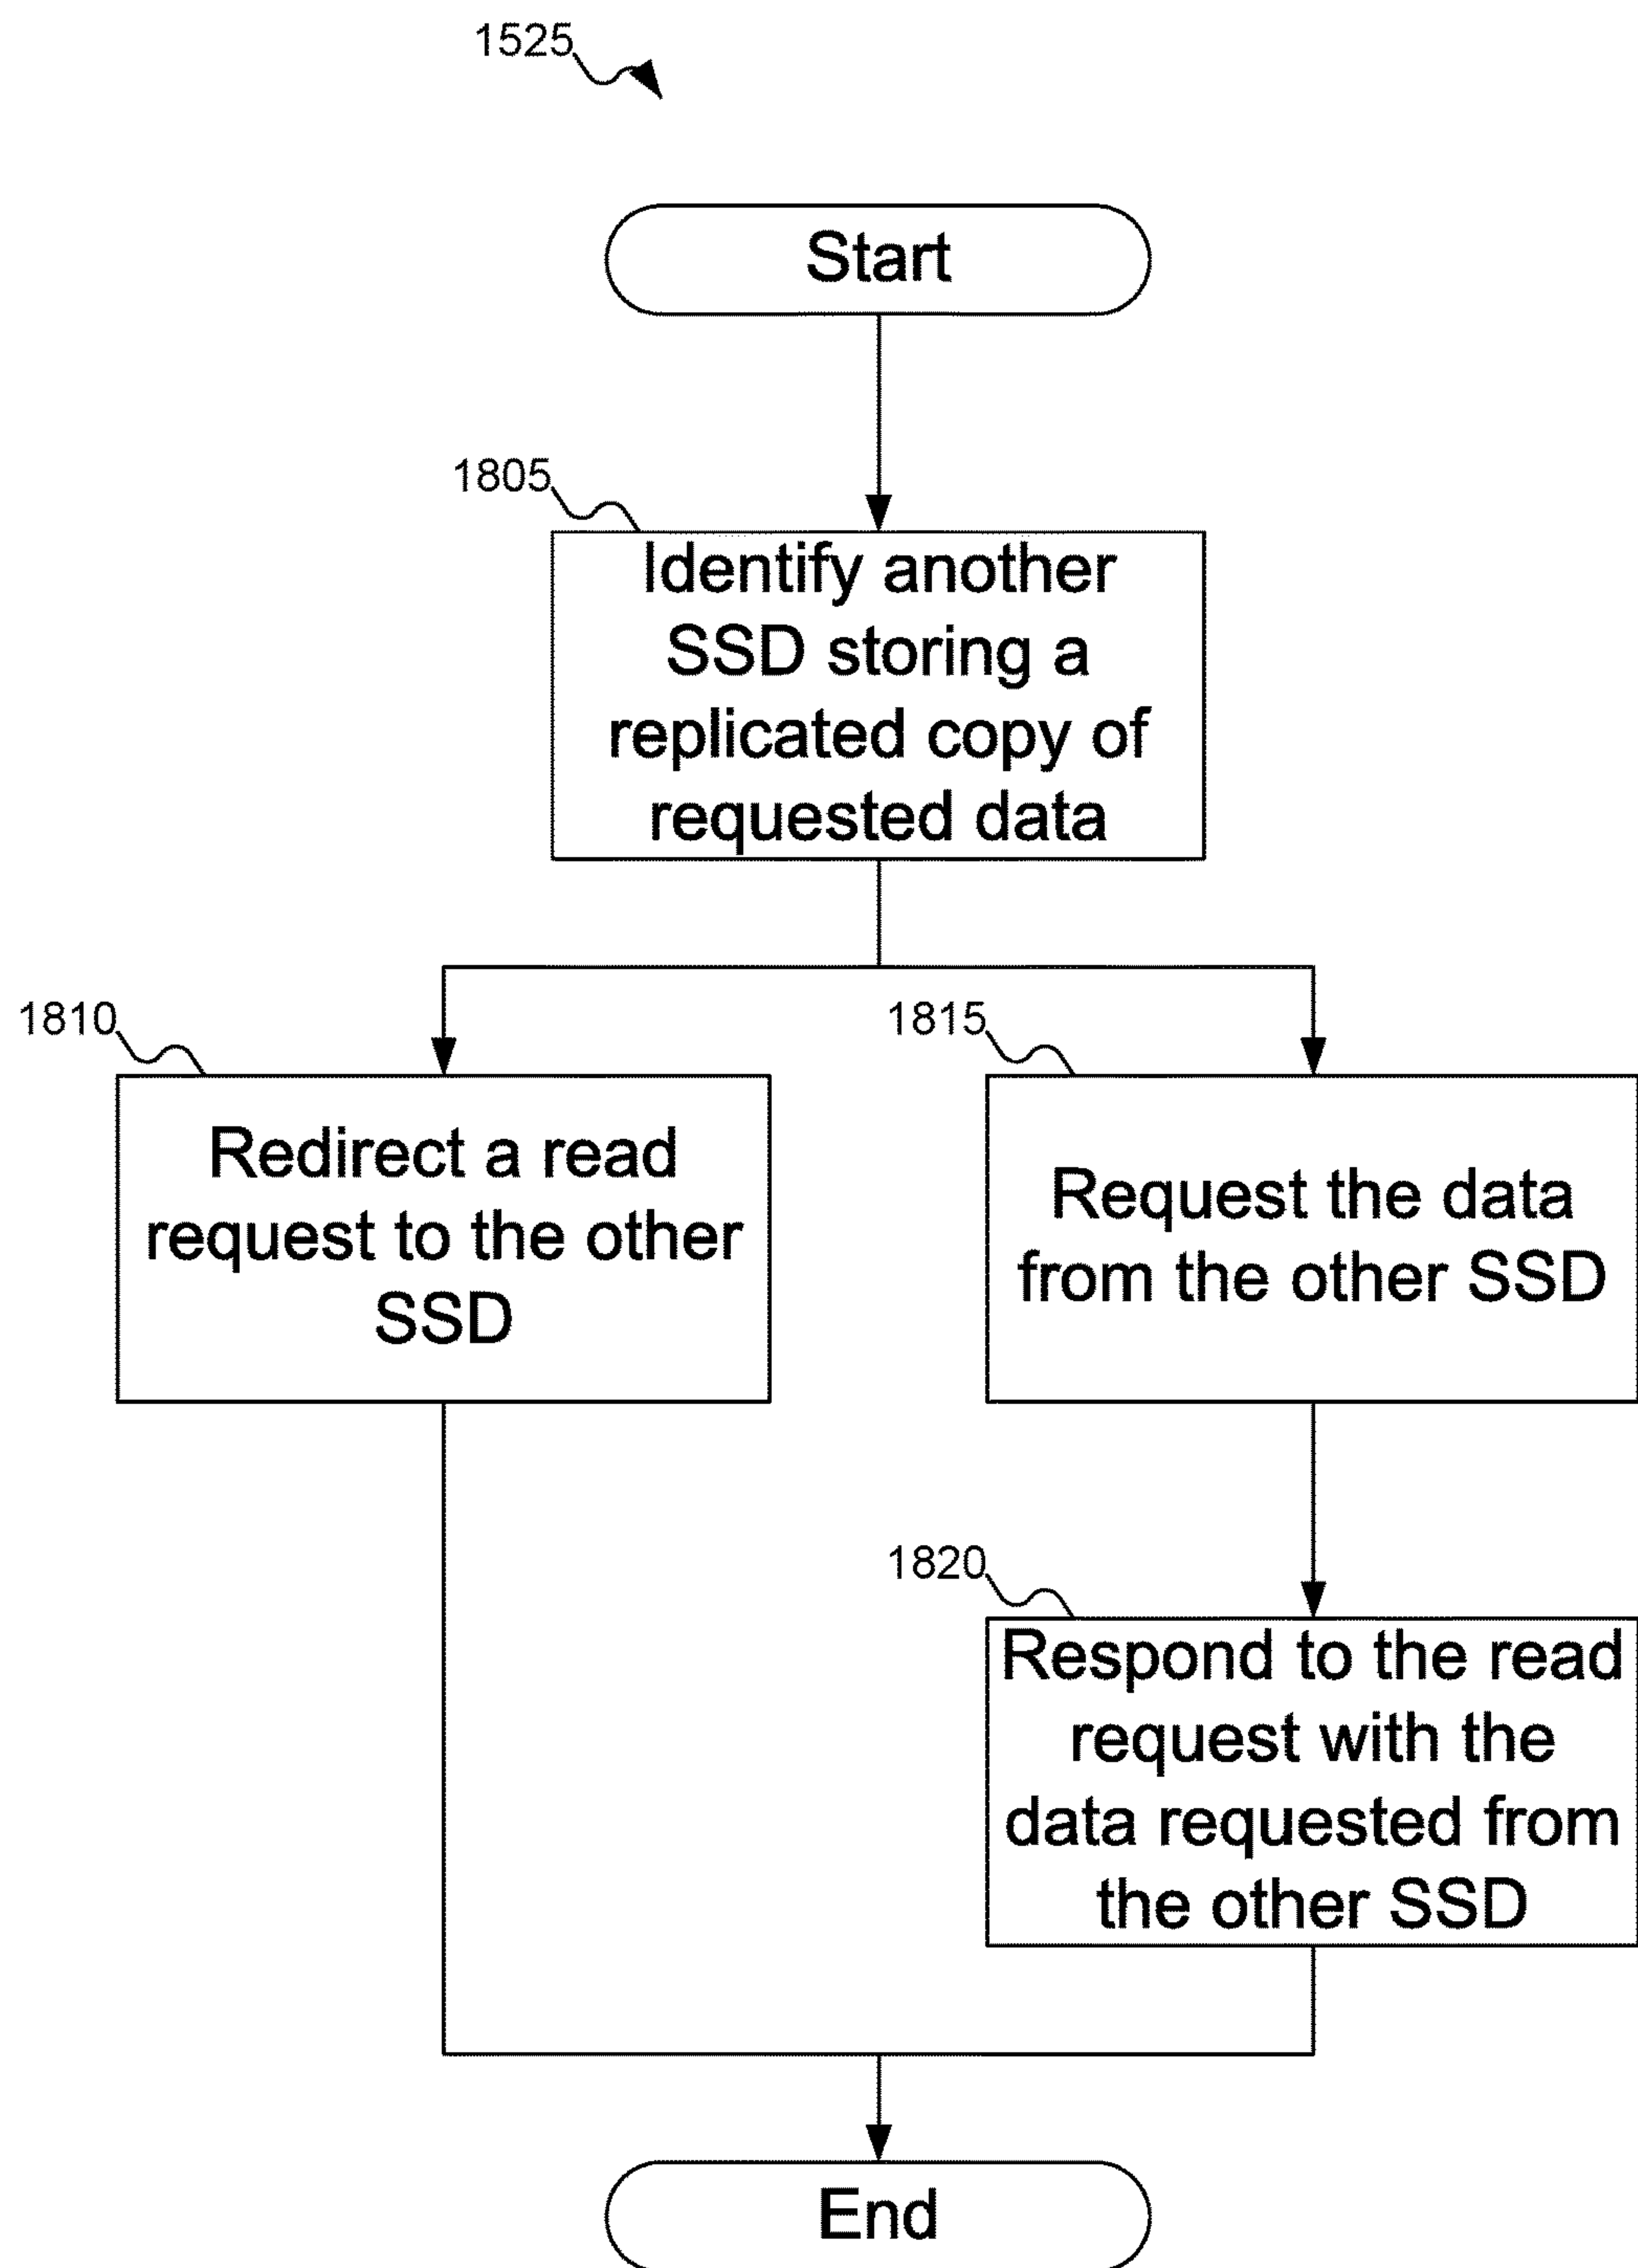 1525
Start
1805
Identify another
SSD storing a
replicated copy of
requested data
1810
Redirect a read
request to the other
SSD
1815
Request the data
from the other SSD
1820
Respond to the read
request with the
data requested from
the other SSD
End